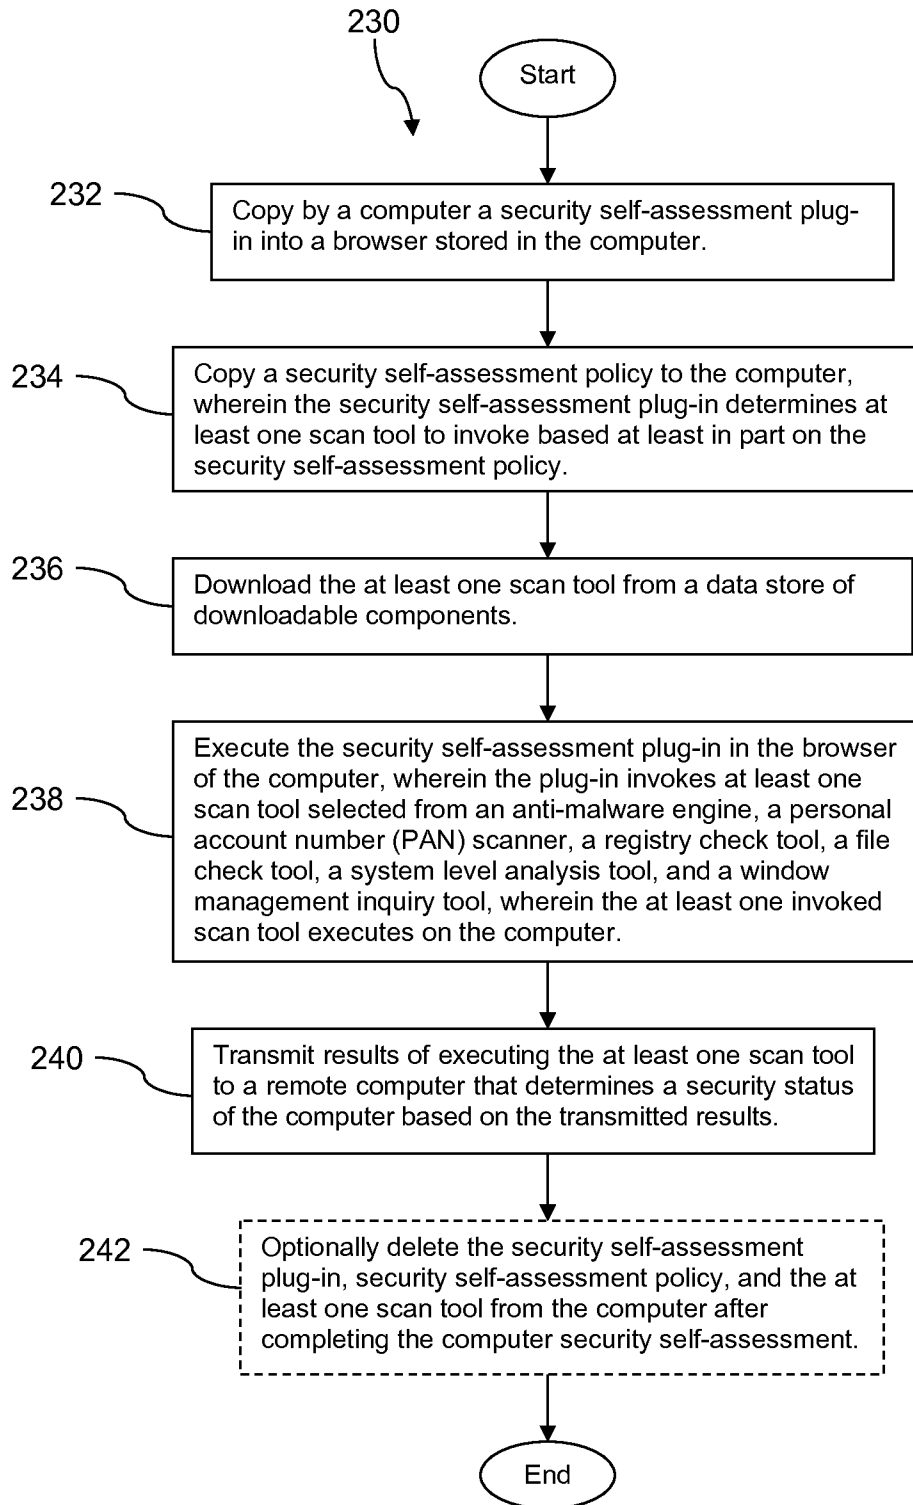 230
Start
232
Copy by a computer a security self-assessment plug-
in into a browser stored in the computer.
234
Copy a security self-assessment policy to the computer,
wherein the security self-assessment plug-in determines at
least one scan tool to invoke based at least in part on the
security self-assessment policy.
236
Download the at least one scan tool from a data store of
downloadable components.
238
Execute the security self-assessment plug-in in the browser
of the computer, wherein the plug-in invokes at least one
scan tool selected from an anti-malware engine, a personal
account number (PAN) scanner, a registry check tool, a file
check tool, a system level analysis tool, and a window
management inquiry tool, wherein the at least one invoked
scan tool executes on the computer.
240
Transmit results of executing the at least one scan tool
to a remote computer that determines a security status
of the computer based on the transmitted results.
242
Optionally delete the security self-assessment
plug-in, security self-assessment policy, and the at
least one scan tool from the computer after
completing the computer security self-assessment.
End